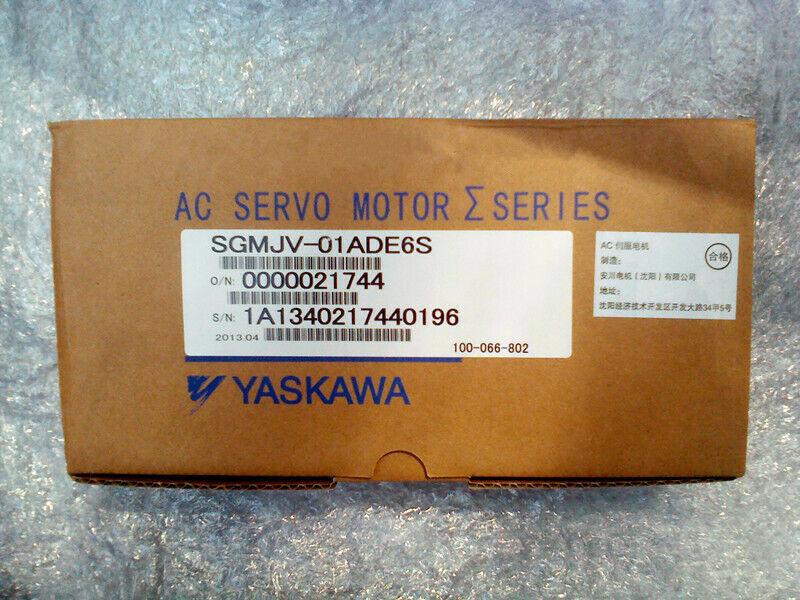 AC SERVO MOTOR Σ SERIES
SGMJV-01ADE6S
O/N: 0000021744
S/N: 1A1340217440196
2013.04
100-066-802
YASKAWA
AC 伺服电机
合格
制造:
安川电机(沈阳)有限公司
地址:
沈阳经济技术开发区开发大路34甲5号